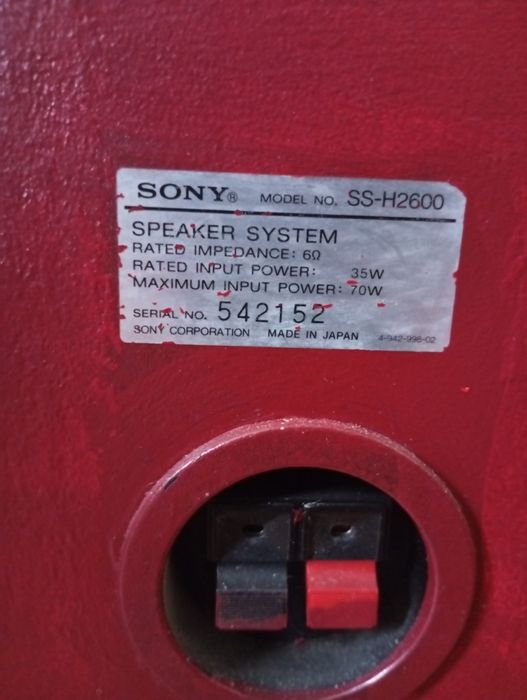 SONY® MODEL NO. SS-H2600
SPEAKER SYSTEM
RATED IMPEDANCE: 6Ω
RATED INPUT POWER: 35W
MAXIMUM INPUT POWER: 70W
SERIAL NO. 542152
SONY CORPORATION MADE IN JAPAN 4-942-998-02